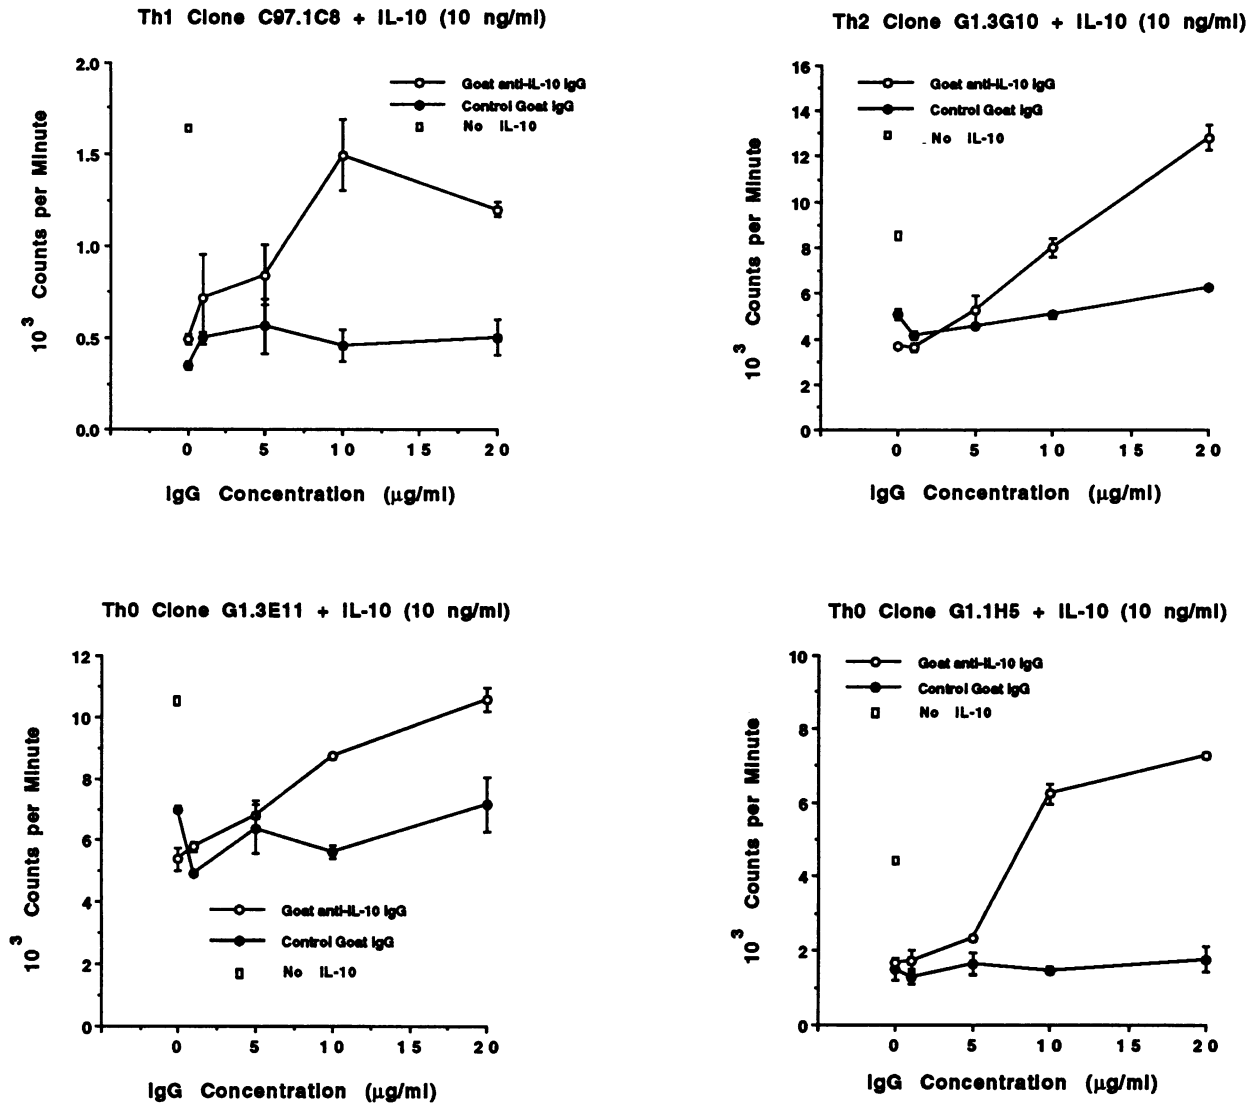 Th1 Clone C97.1C8 + IL-10 (10 ng/ml)
2.0
1.5
1.0
0.5
0.0
10³ Counts per Minute
Goat anti-IL-10 IgG
Control Goat IgG
No IL-10
0 5 10 15 20
IgG Concentration (μg/ml)
Th2 Clone G1.3G10 + IL-10 (10 ng/ml)
16
14
12
10
8
6
4
2
0
10³ Counts per Minute
Goat anti-IL-10 IgG
Control Goat IgG
No IL-10
0 5 10 15 20
IgG Concentration (μg/ml)
Th0 Clone G1.3E11 + IL-10 (10 ng/ml)
12
10
8
6
4
2
0
10³ Counts per Minute
Goat anti-IL-10 IgG
Control Goat IgG
No IL-10
0 5 10 15 20
IgG Concentration (μg/ml)
Th0 Clone G1.1H5 + IL-10 (10 ng/ml)
10
8
6
4
2
0
10³ Counts per Minute
Goat anti-IL-10 IgG
Control Goat IgG
No IL-10
0 5 10 15 20
IgG Concentration (μg/ml)